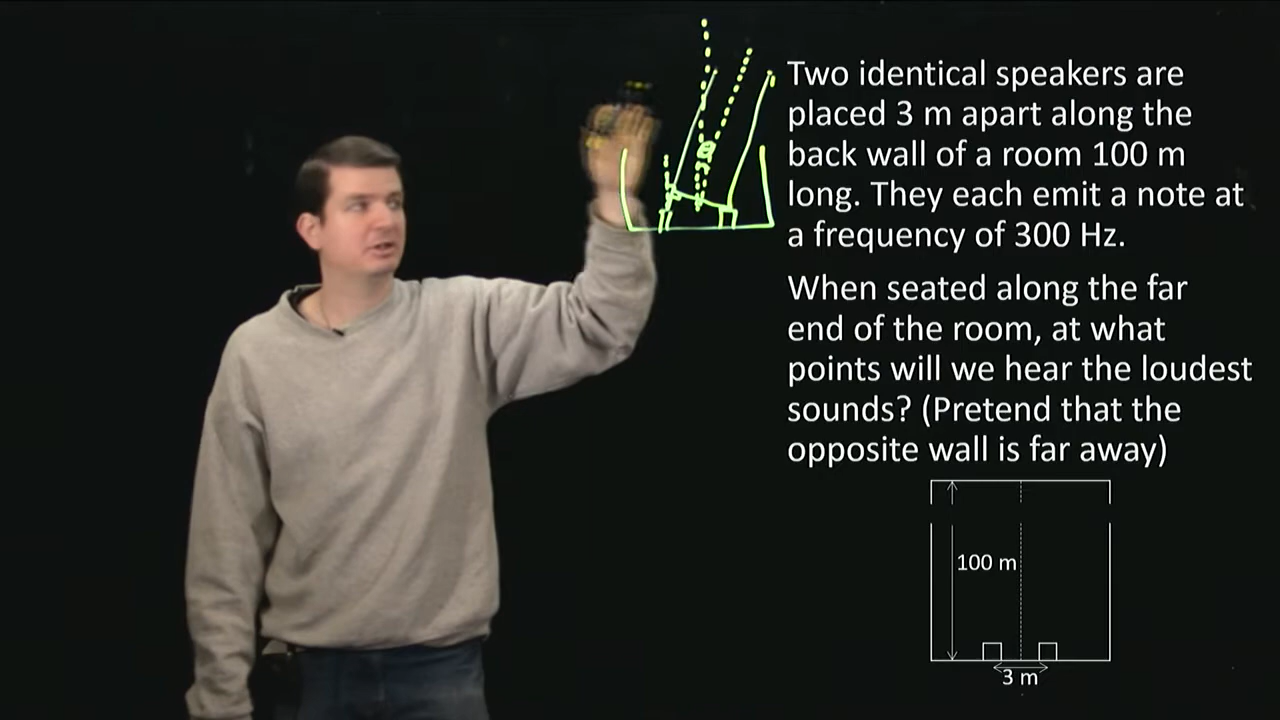 Two identical speakers are
placed 3 m apart along the
back wall of a room 100 m
long. They each emit a note at
a frequency of 300 Hz.
When seated along the far
end of the room, at what
points will we hear the loudest
sounds? (Pretend that the
opposite wall is far away)
θ
100 m
3 m